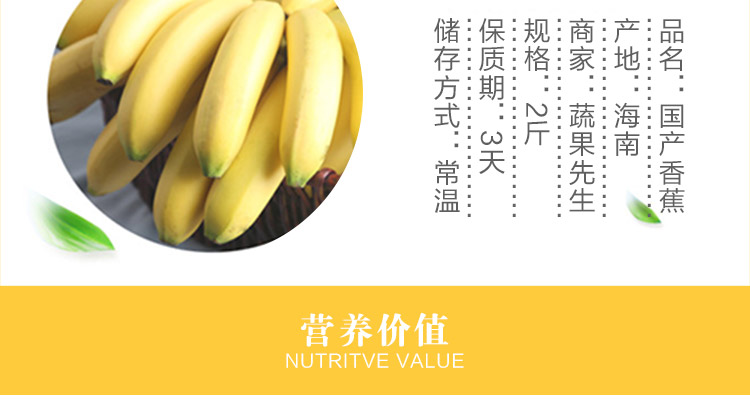 品名：国产香蕉
产地：海南
商家：蔬果先生
规格：2斤
保质期：3天
储存方式：常温
营养价值
NUTRITVE VALUE